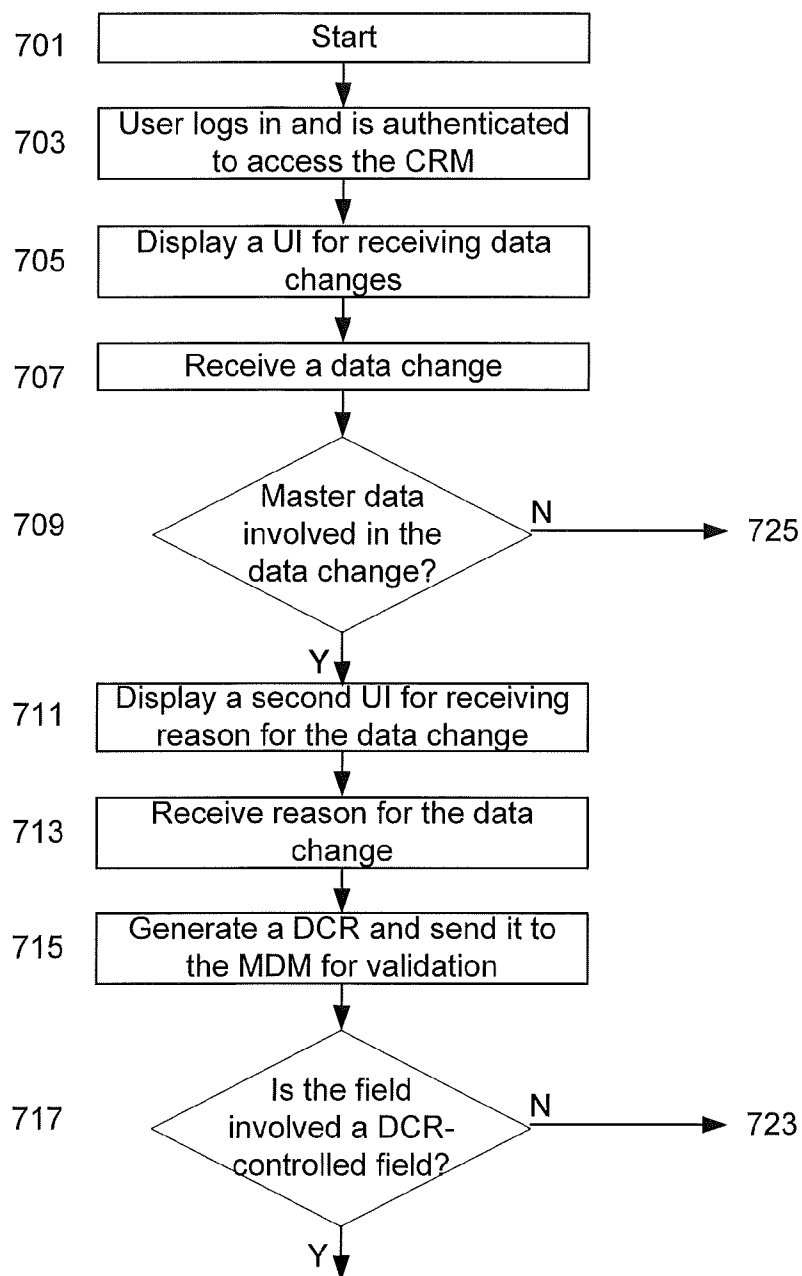 701
Start
703
User logs in and is authenticated
to access the CRM
705
Display a UI for receiving data
changes
707
Receive a data change
709
Master data
involved in the
data change?
N
725
Y
711
Display a second UI for receiving
reason for the data change
713
Receive reason for the data
change
715
Generate a DCR and send it to
the MDM for validation
717
Is the field
involved a DCR-
controlled field?
N
723
Y